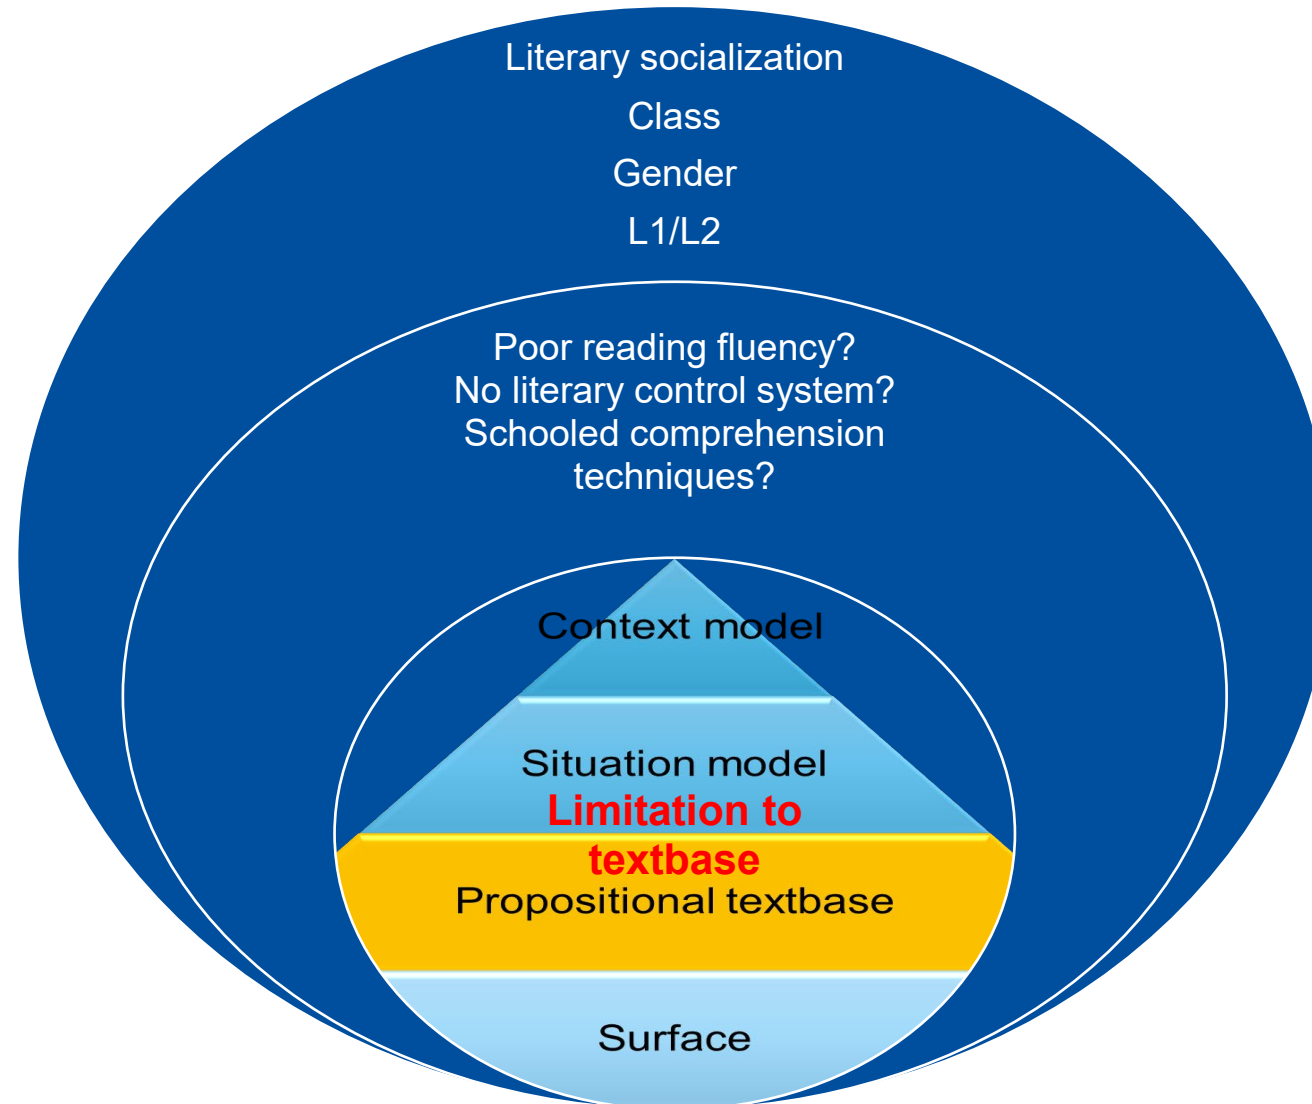 Literary socialization
Class
Gender
L1/L2
Poor reading fluency?
No literary control system?
Schooled comprehension
techniques?
Context model
Situation model
Limitation to
textbase
Propositional textbase
Surface